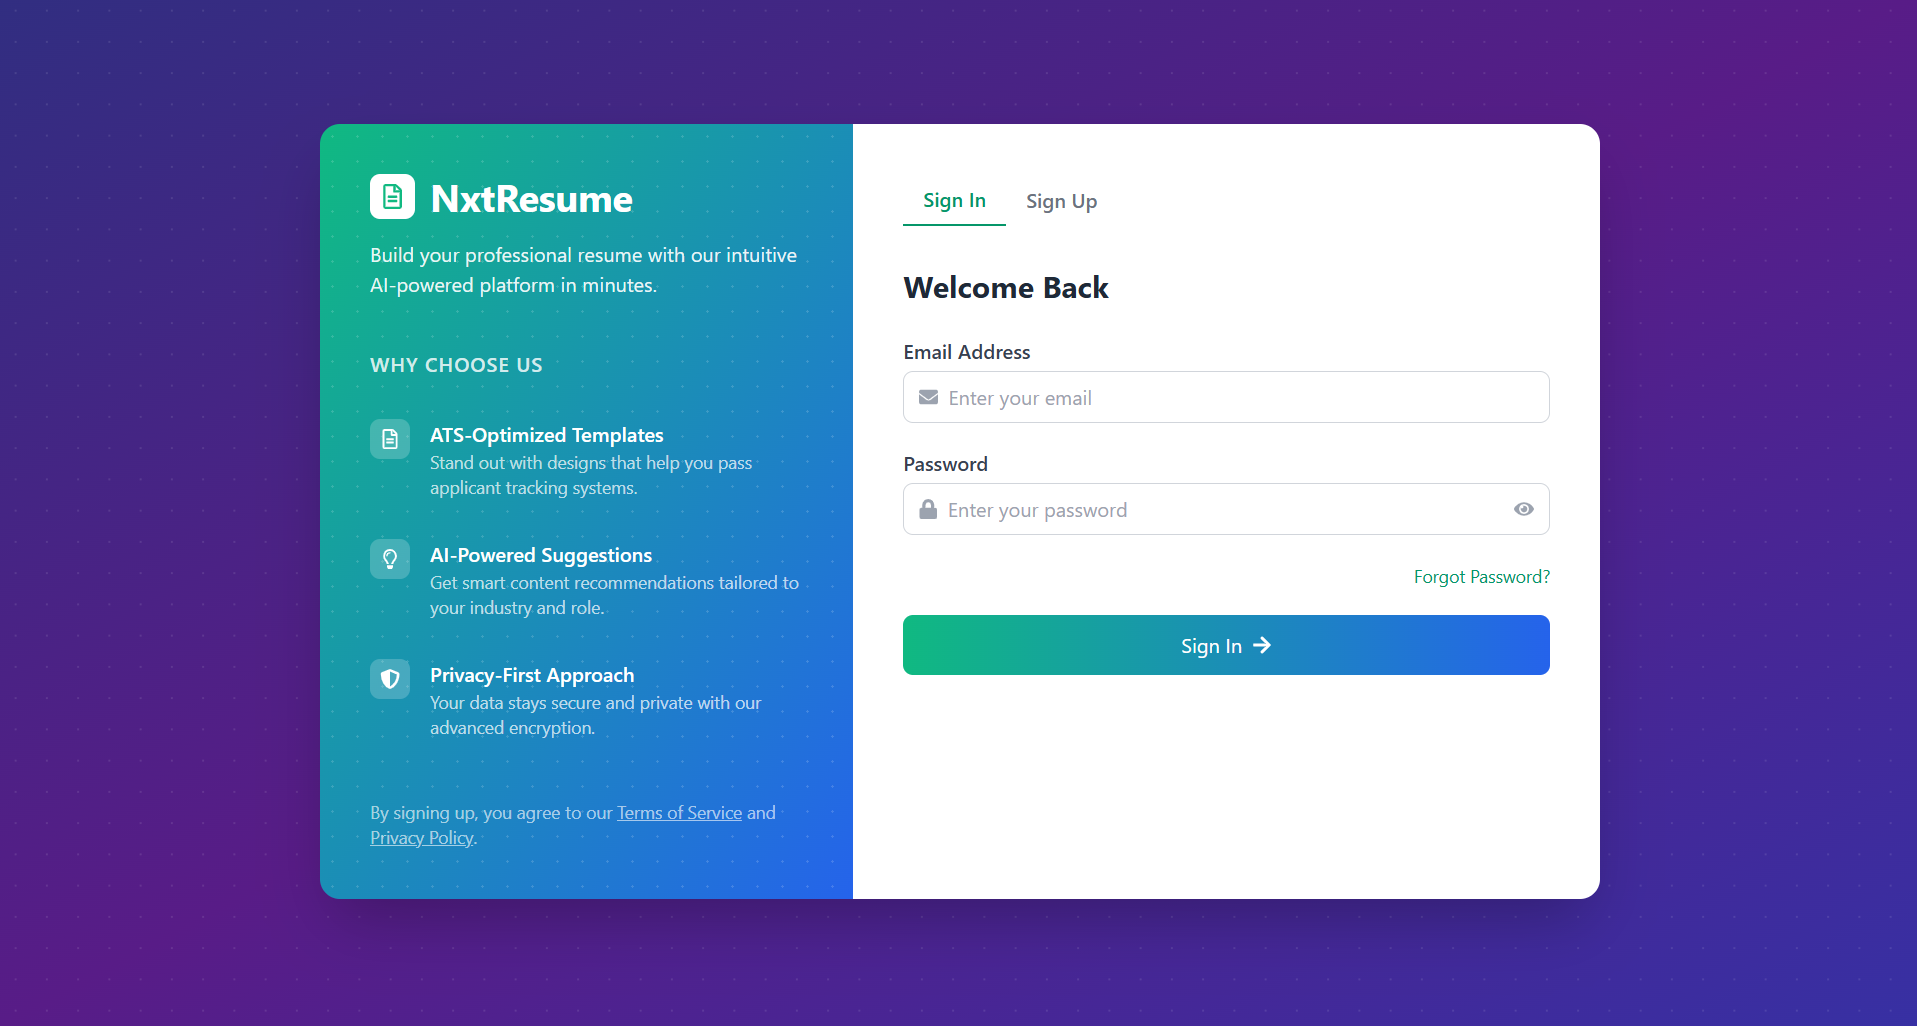 NxtResume
Build your professional resume with our intuitive
AI-powered platform in minutes.
WHY CHOOSE US
ATS-Optimized Templates
Stand out with designs that help you pass
applicant tracking systems.
AI-Powered Suggestions
Get smart content recommendations tailored to
your industry and role.
Privacy-First Approach
Your data stays secure and private with our
advanced encryption.
By signing up, you agree to our Terms of Service and
Privacy Policy.
Sign In Sign Up
Welcome Back
Email Address
Enter your email
Password
Enter your password
Forgot Password?
Sign In